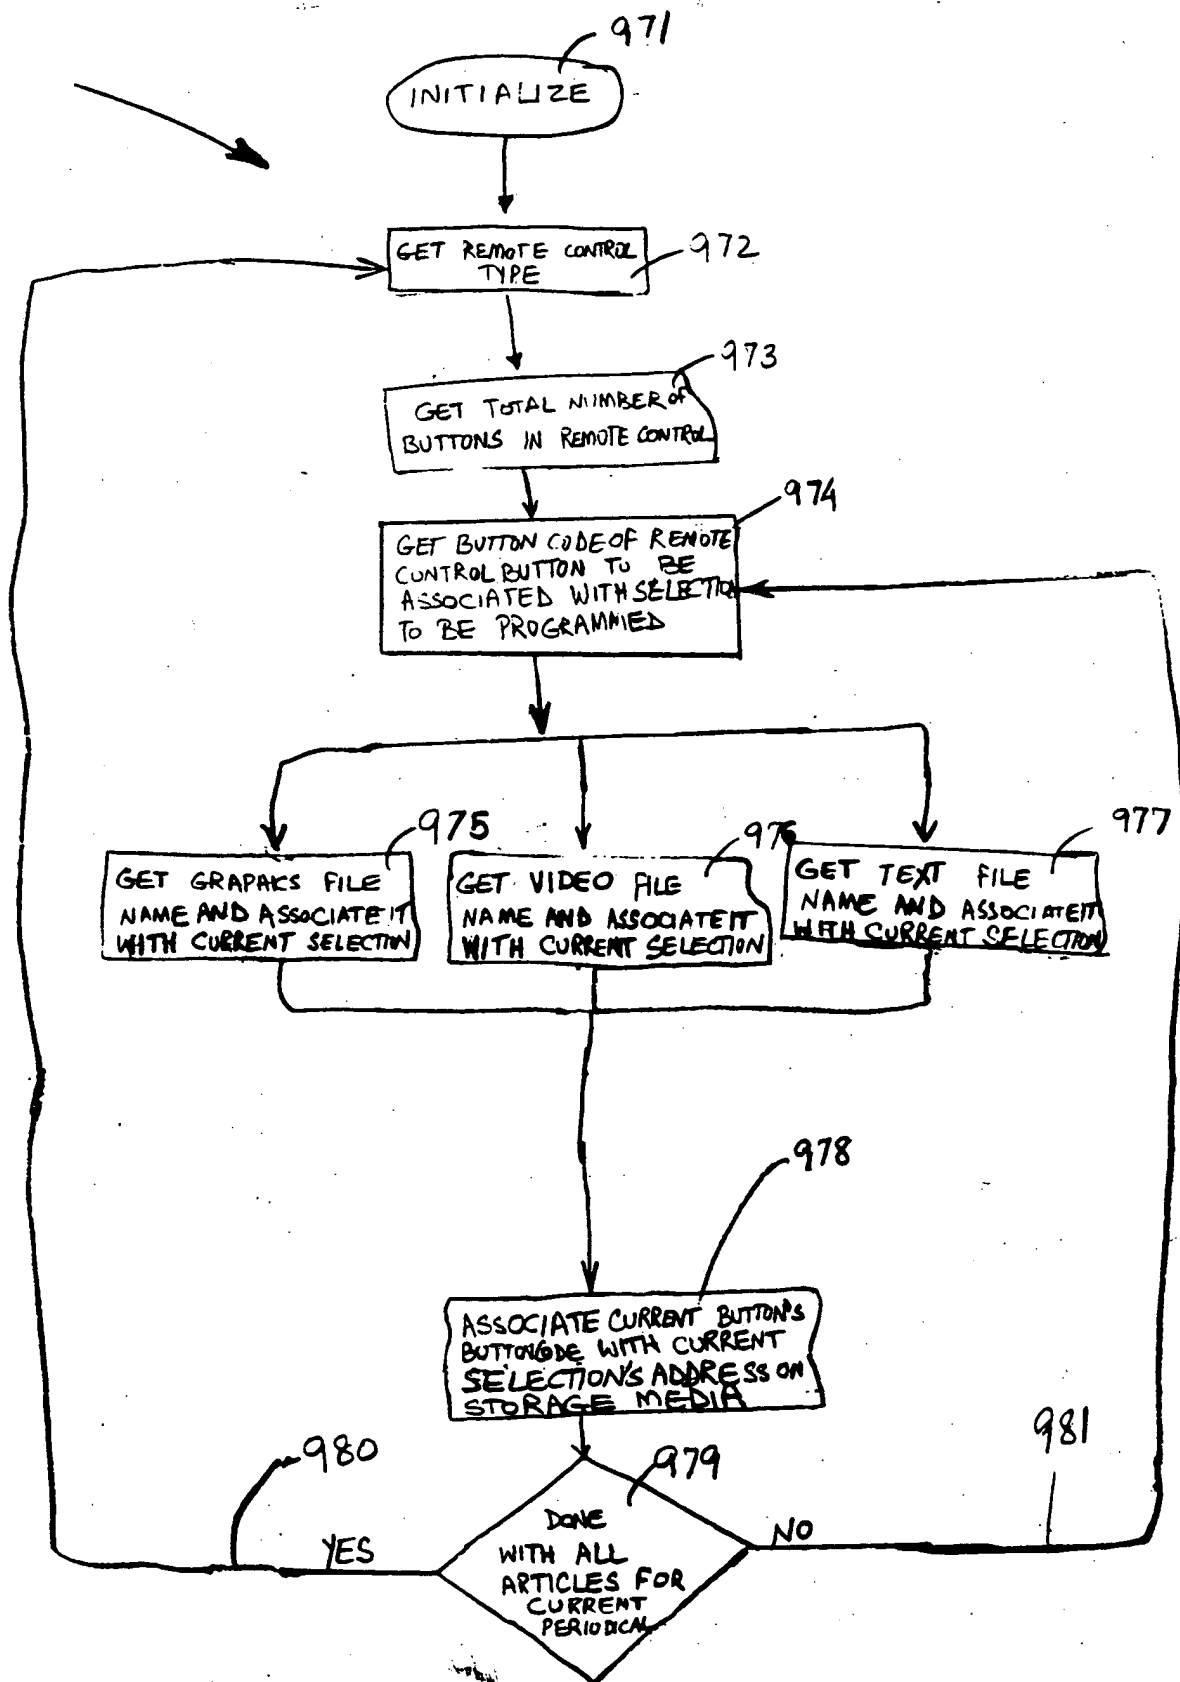 971
INITIALIZE
GET REMOTE CONTROL
TYPE
972
973
GET TOTAL NUMBER OF
BUTTONS IN REMOTE CONTROL
974
GET BUTTON CODE OF REMOTE
CONTROL BUTTON TO BE
ASSOCIATED WITH SELECTION
TO BE PROGRAMMED
975
GET GRAPAKS FILE
NAME AND ASSOCIATE IT
WITH CURRENT SELECTION
976
GET VIDEO FILE
NAME AND ASSOCIATE IT
WITH CURRENT SELECTION
977
GET TEXT FILE
NAME AND ASSOCIATE IT
WITH CURRENT SELECTION
978
ASSOCIATE CURRENT BUTTON'S
BUTTONCODE WITH CURRENT
SELECTION'S ADDRESS ON
STORAGE MEDIA
980
979
981
YES
NO
DONE
WITH ALL
ARTICLES FOR
CURRENT
PERIODICAL